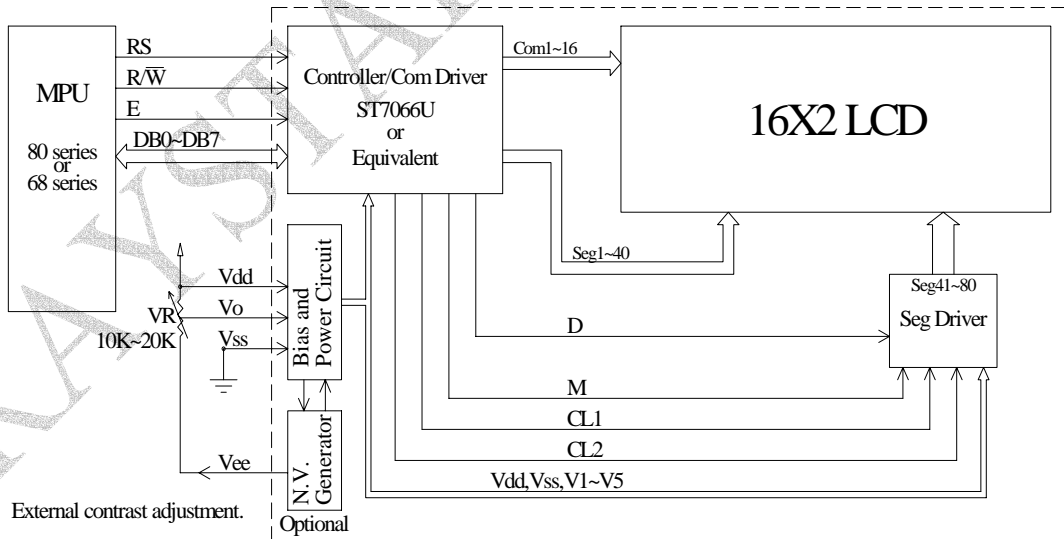 MPU
80 series
or
68 series
RS
R/W̅
E
DB0~DB7
Controller/Com Driver
ST7066U
or
Equivalent
Com1~16
16X2 LCD
Seg1~40
Seg41~80
Seg Driver
Vdd
Vo
Vss
VR
10K~20K
Bias and
Power Circuit
D
M
CL1
CL2
Vdd,Vss,V1~V5
Vee
N.V.
Generator
Optional
External contrast adjustment.